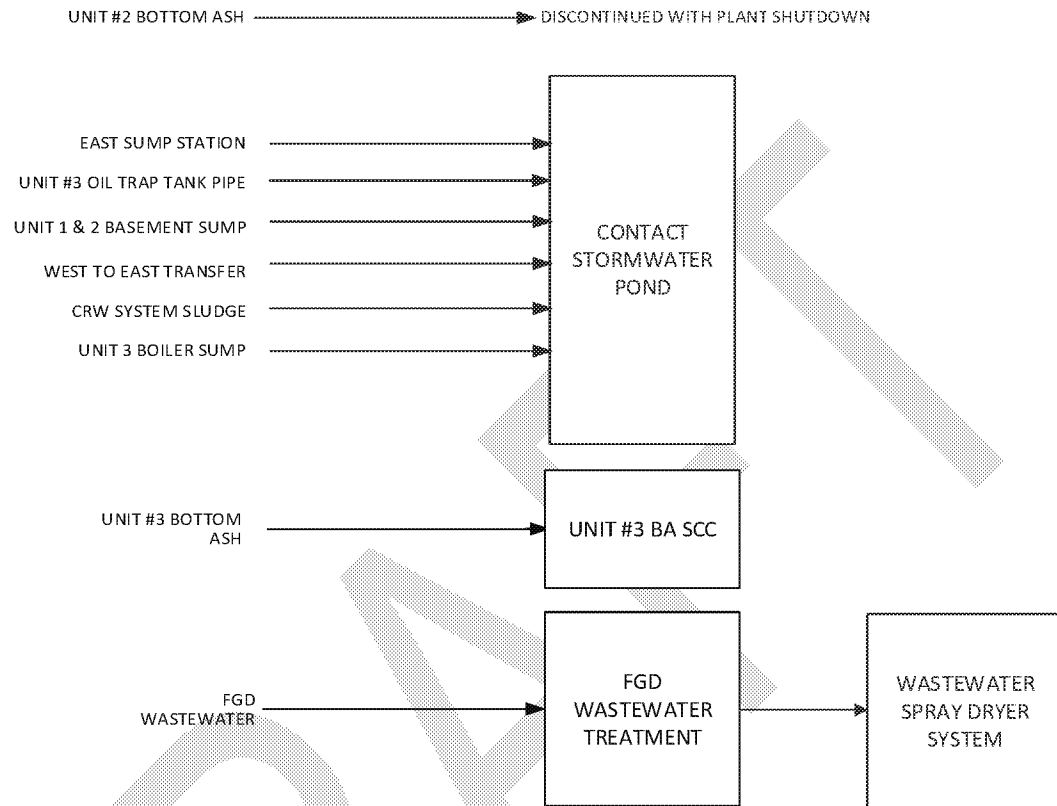 UNIT #2 BOTTOM ASH
DISCONTINUED WITH PLANT SHUTDOWN
EAST SUMP STATION
UNIT #3 OIL TRAP TANK PIPE
UNIT 1 & 2 BASEMENT SUMP
WEST TO EAST TRANSFER
CRW SYSTEM SLUDGE
UNIT 3 BOILER SUMP
CONTACT
STORMWATER
POND
UNIT #3 BOTTOM
ASH
UNIT #3 BA SCC
FGD
WASTEWATER
FGD
WASTEWATER
TREATMENT
WASTEWATER
SPRAY DRYER
SYSTEM